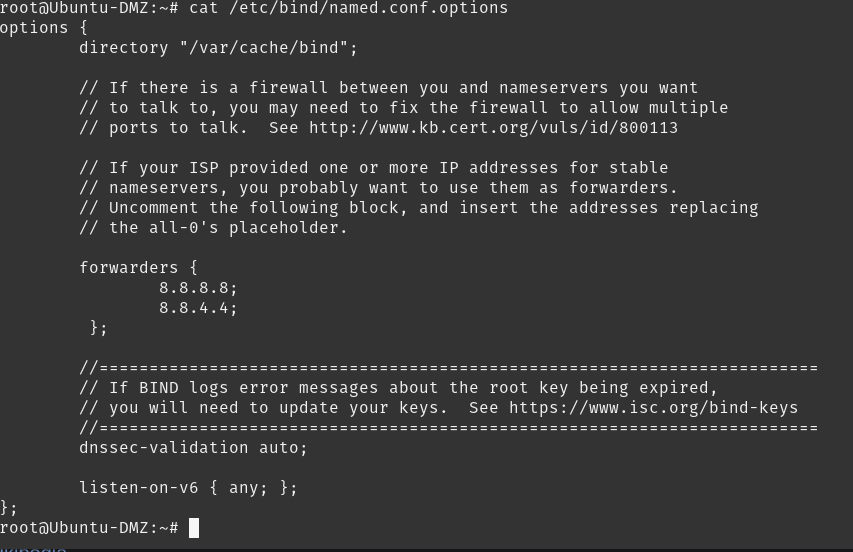 root@Ubuntu-DMZ:~# cat /etc/bind/named.conf.options
options {
        directory "/var/cache/bind";

        // If there is a firewall between you and nameservers you want
        // to talk to, you may need to fix the firewall to allow multiple
        // ports to talk.  See http://www.kb.cert.org/vuls/id/800113

        // If your ISP provided one or more IP addresses for stable
        // nameservers, you probably want to use them as forwarders.
        // Uncomment the following block, and insert the addresses replacing
        // the all-0's placeholder.

        forwarders {
                8.8.8.8;
                8.8.4.4;
         };

        //========================================================================
        // If BIND logs error messages about the root key being expired,
        // you will need to update your keys.  See https://www.isc.org/bind-keys
        //========================================================================
        dnssec-validation auto;

        listen-on-v6 { any; };
};
root@Ubuntu-DMZ:~#